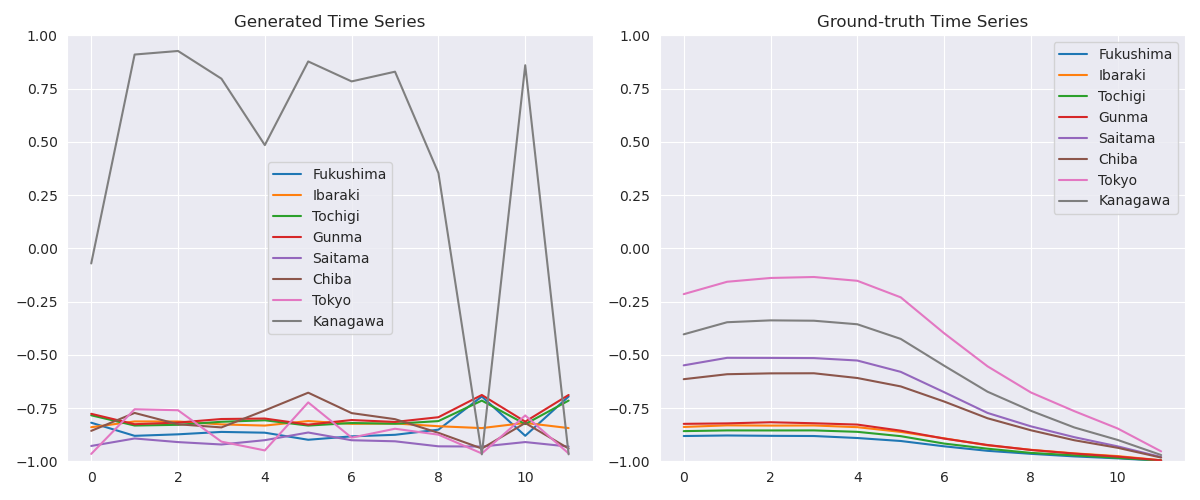 Generated Time Series
1.00
0.75
0.50
0.25
0.00
−0.25
−0.50
−0.75
−1.00
0 2 4 6 8 10
Fukushima
Ibaraki
Tochigi
Gunma
Saitama
Chiba
Tokyo
Kanagawa
Ground-truth Time Series
1.00
0.75
0.50
0.25
0.00
−0.25
−0.50
−0.75
−1.00
0 2 4 6 8 10
Fukushima
Ibaraki
Tochigi
Gunma
Saitama
Chiba
Tokyo
Kanagawa